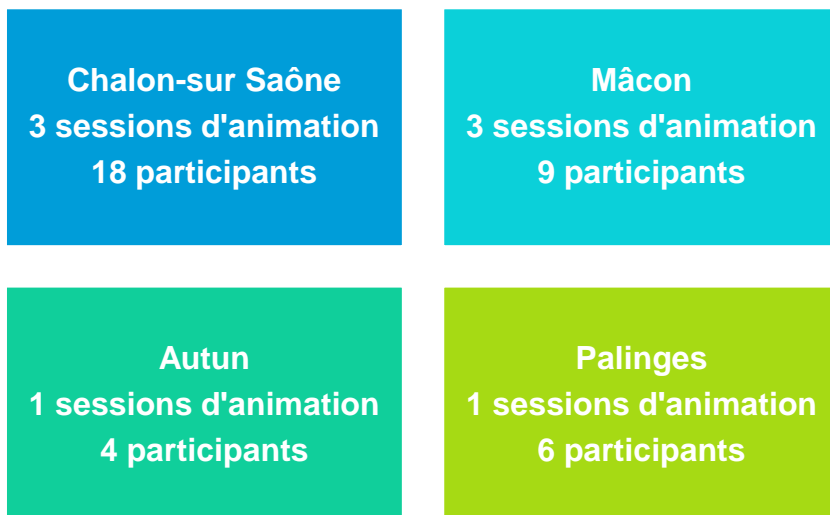 Chalon-sur Saône
3 sessions d'animation
18 participants
Mâcon
3 sessions d'animation
9 participants
Autun
1 sessions d'animation
4 participants
Palinges
1 sessions d'animation
6 participants